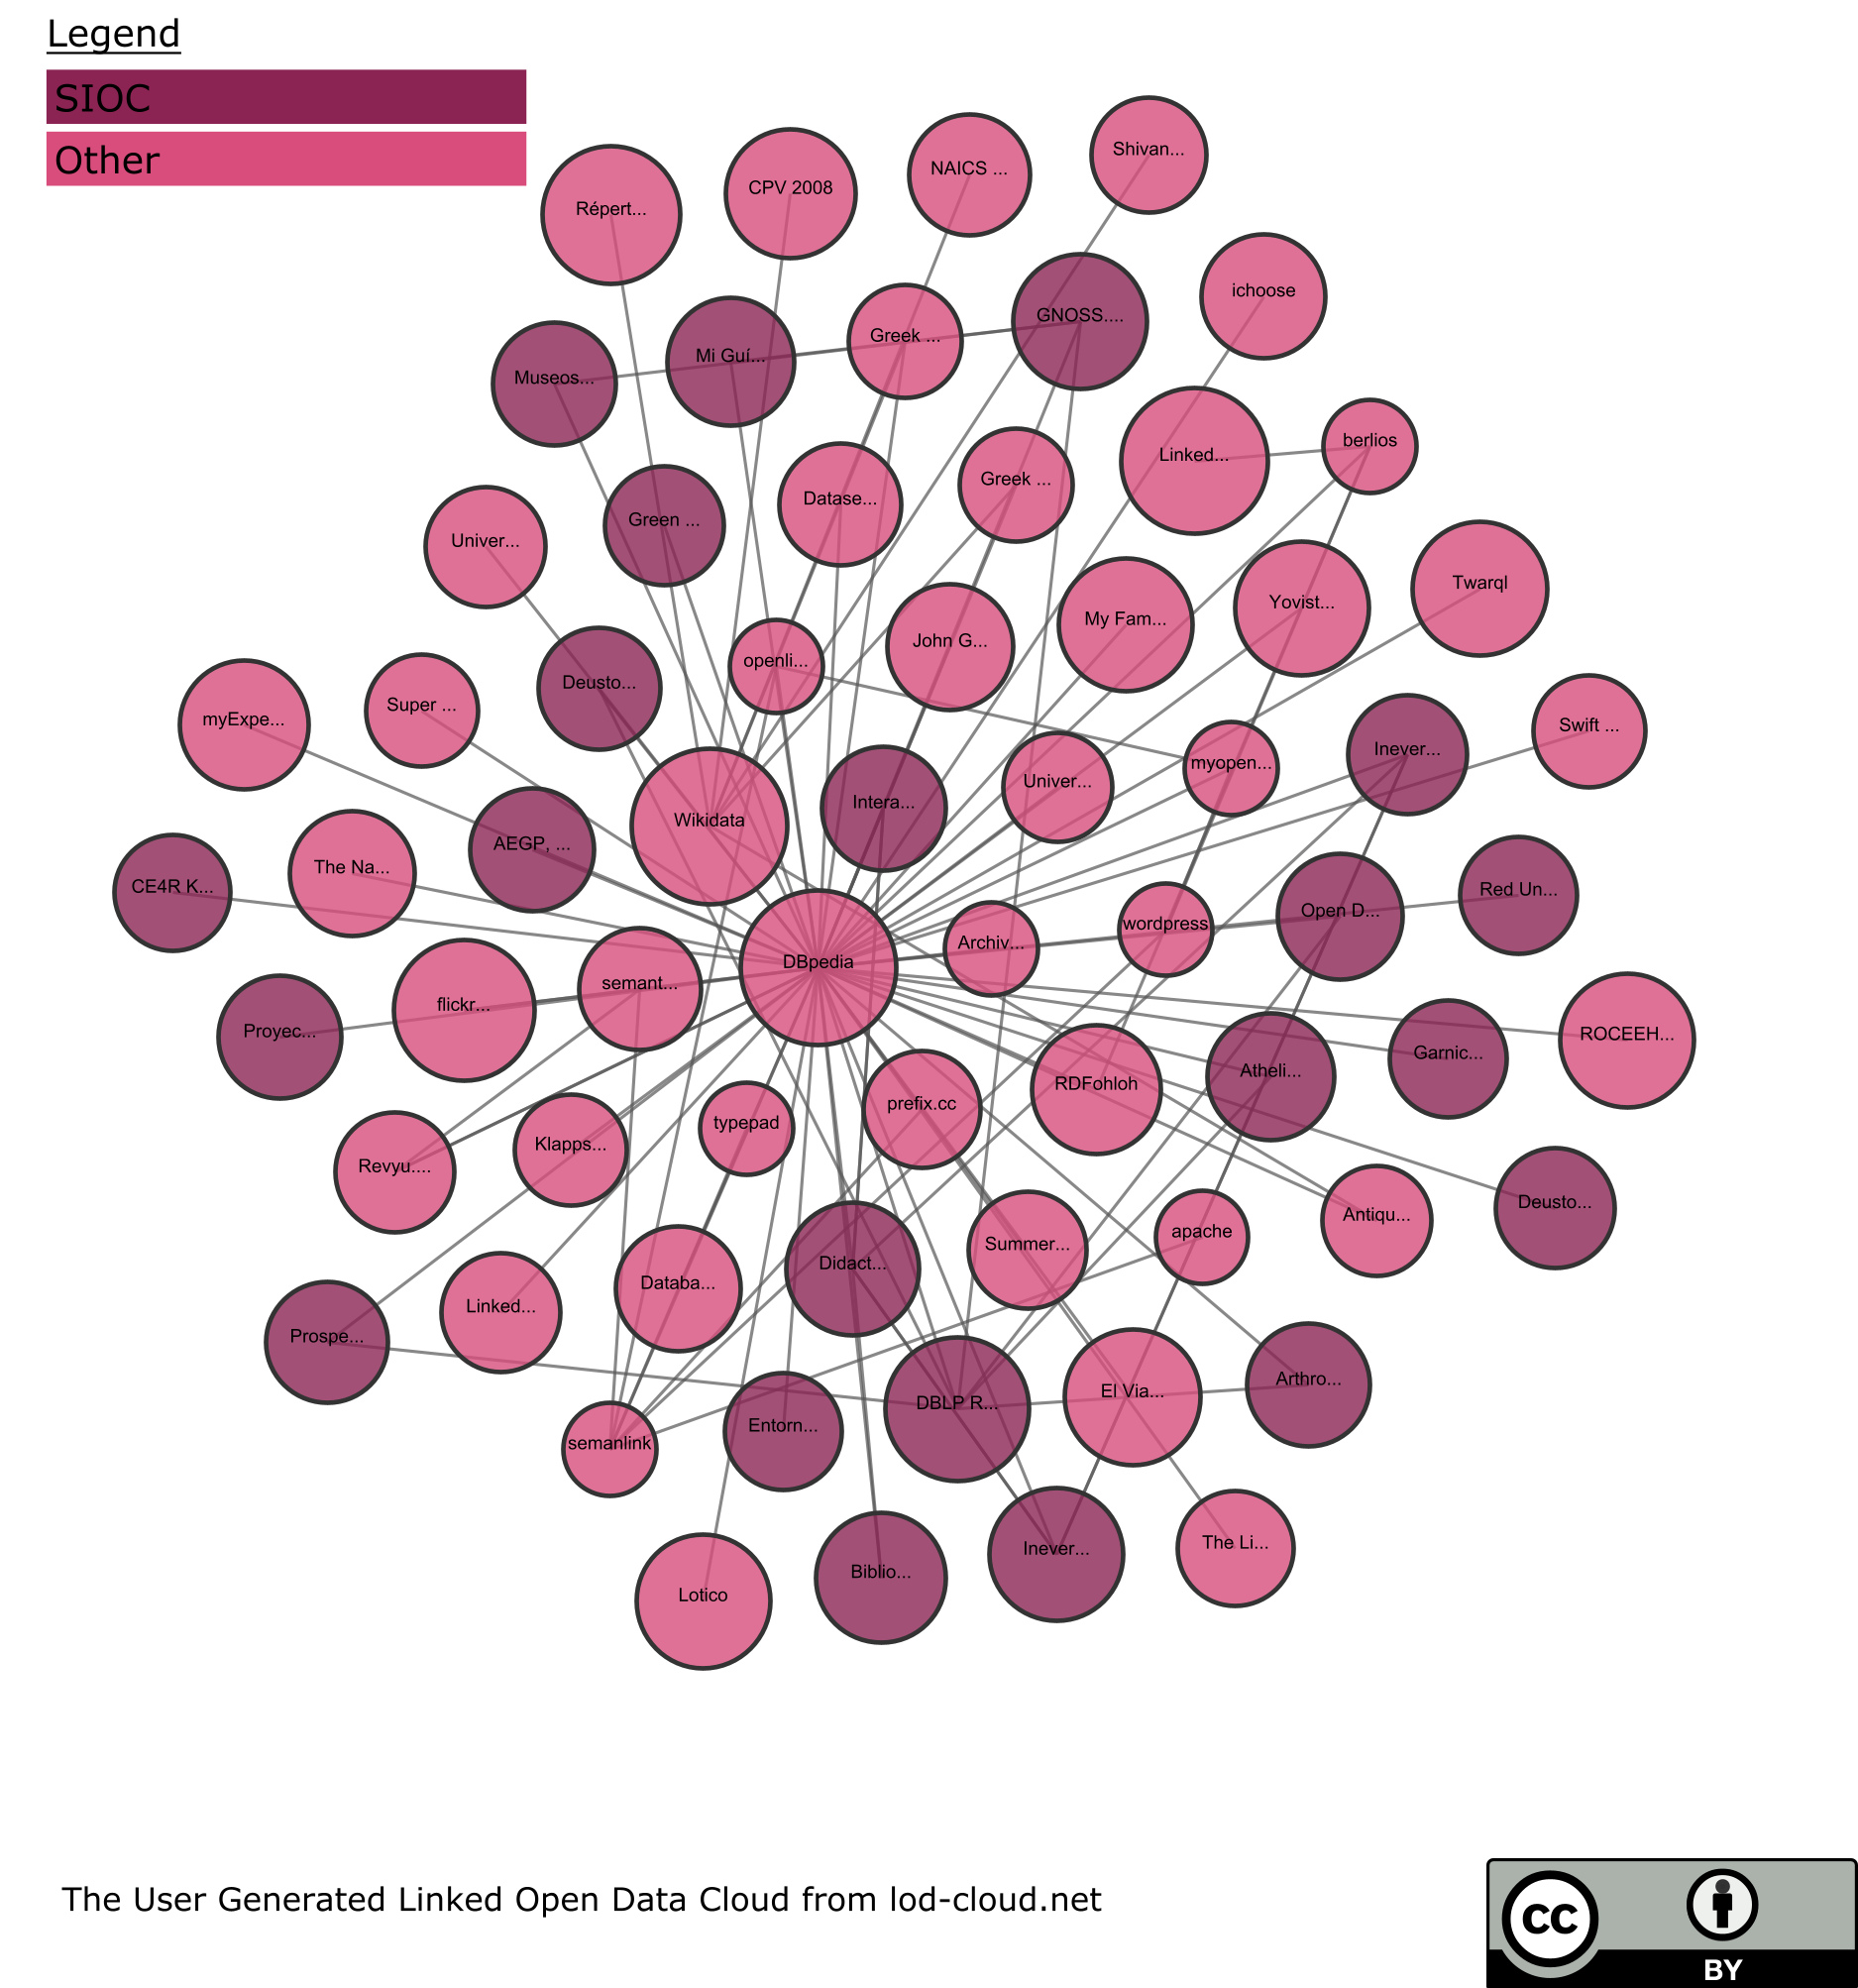 Legend
SIOC
Other
Shivan...
NAICS ...
CPV 2008
Répert...
ichoose
GNOSS....
Greek ...
Mi Guí...
Museos...
berlios
Linked...
Greek ...
Datase...
Green ...
Univer...
Twarql
Yovist...
My Fam...
John G...
openli...
Deusto...
Super ...
myExpe...
Swift ...
Inever...
myopen...
Univer...
Intera...
Wikidata
AEGP, ...
The Na...
CE4R K...
Red Un...
Open D...
wordpress
Archiv...
DBpedia
semant...
flickr...
Proyec...
ROCEEH...
Garnic...
Atheli...
RDFohloh
prefix.cc
typepad
Klapps...
Revyu....
Deusto...
Antiqu...
apache
Summer...
Didact...
Databa...
Linked...
Prospe...
Arthro...
El Via...
DBLP R...
Entorn...
semanlink
The Li...
Inever...
Biblio...
Lotico
The User Generated Linked Open Data Cloud from lod-cloud.net
cc
BY